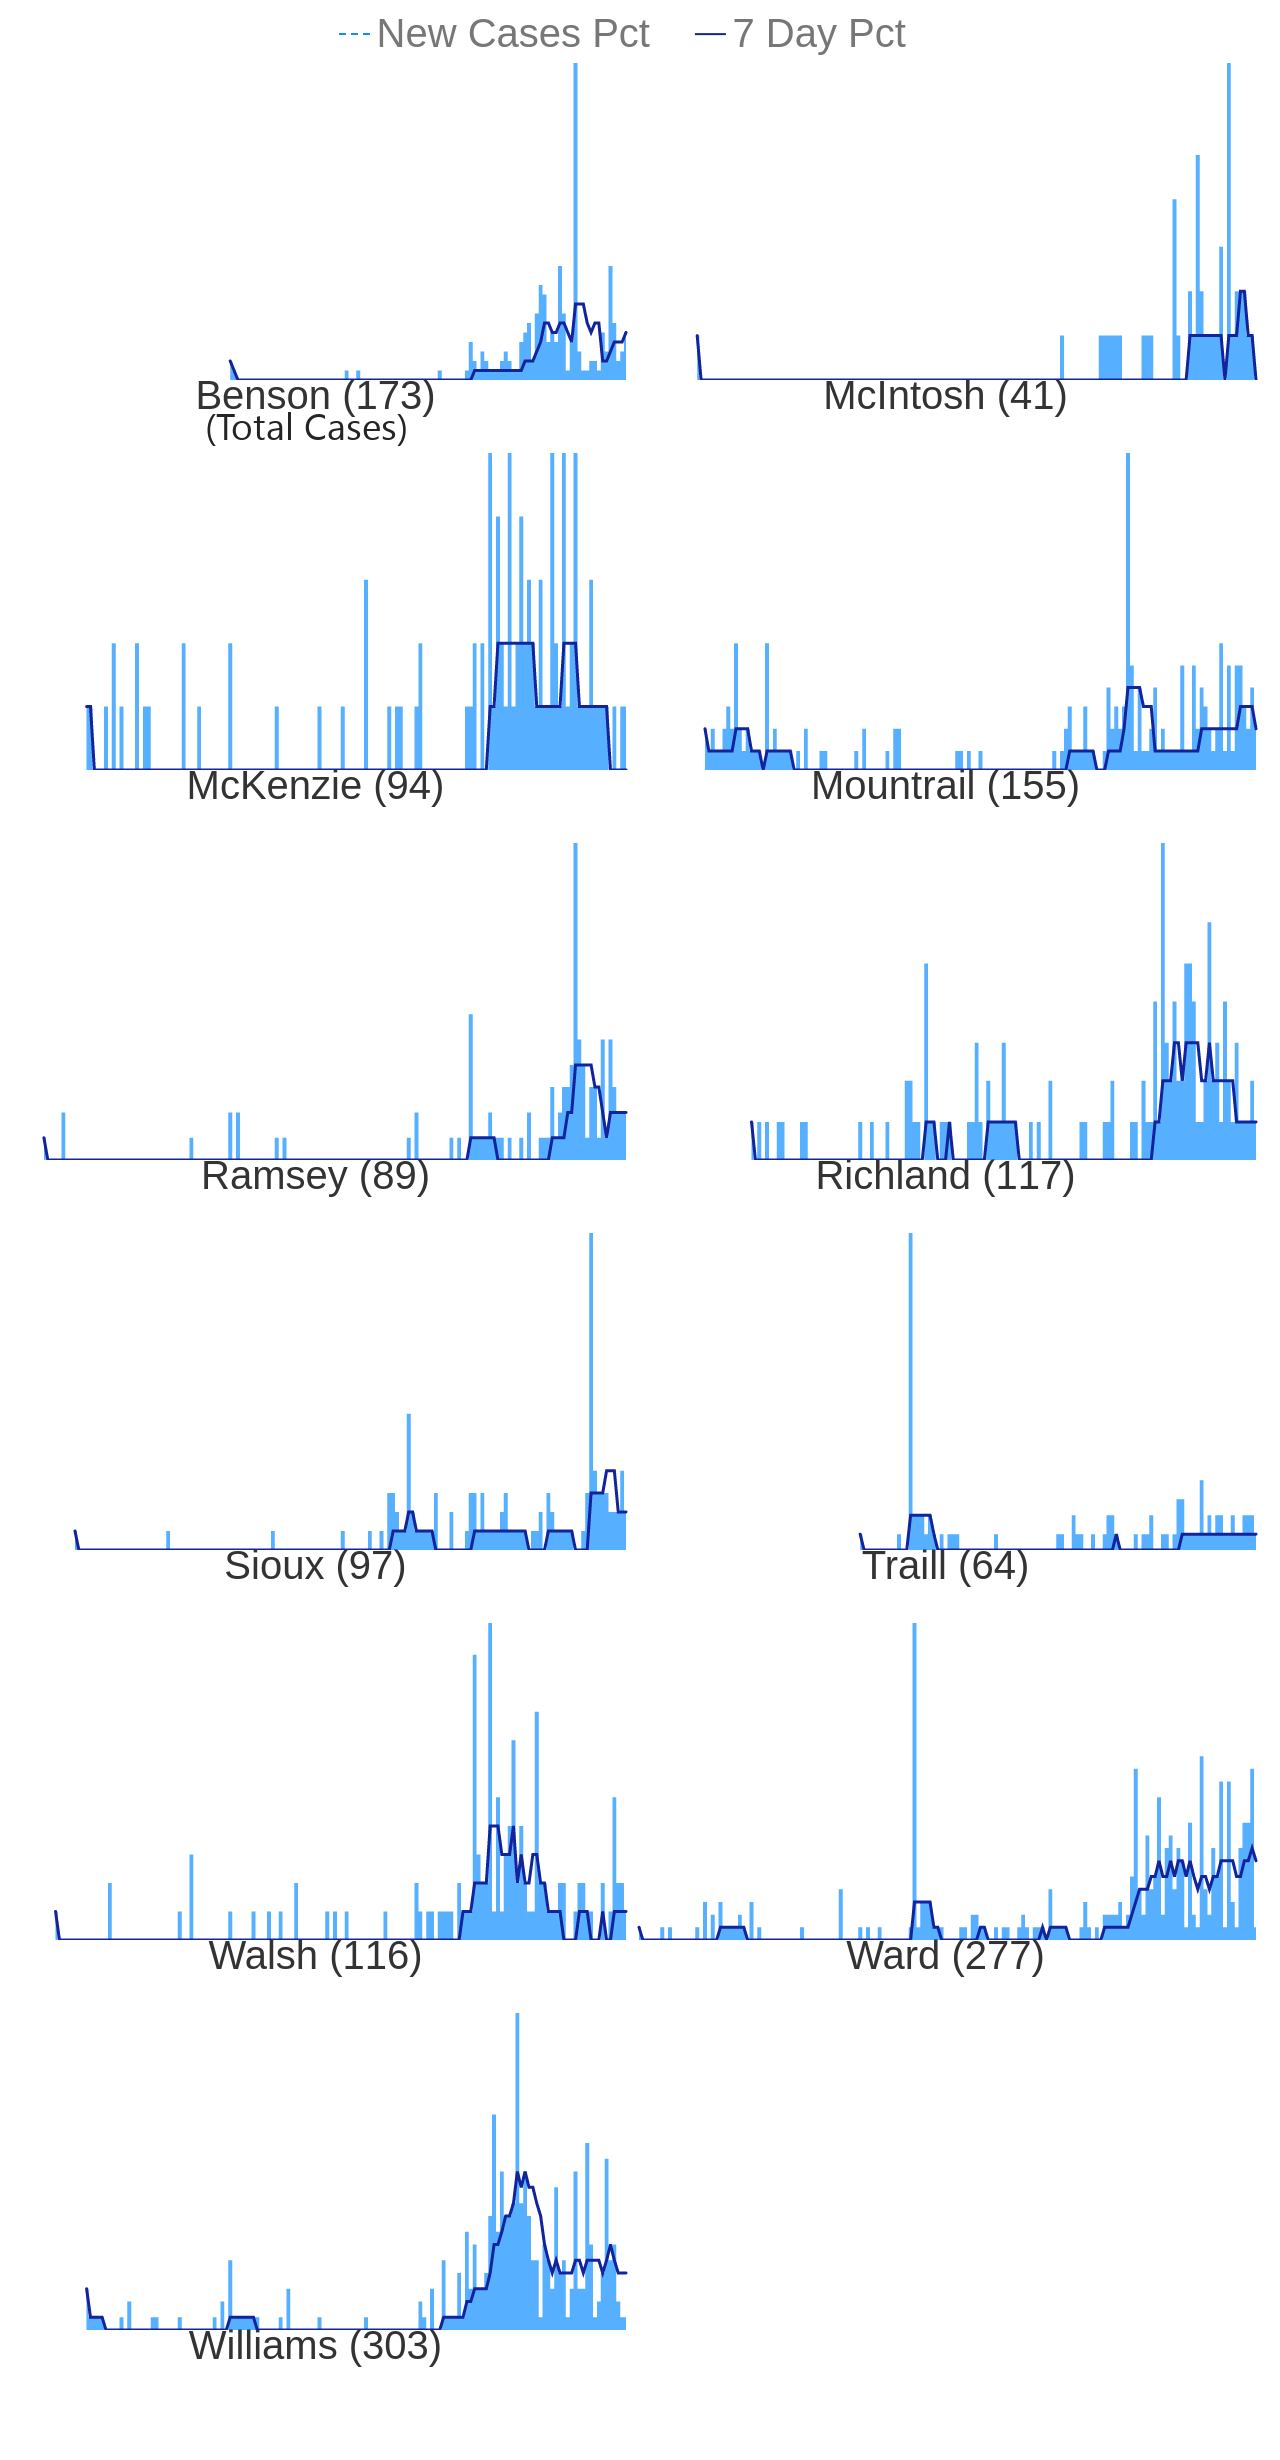 New Cases Pct 7 Day Pct
Benson (173) McIntosh (41)
(Total Cases)
McKenzie (94) Mountrail (155)
Ramsey (89) Richland (117)
Sioux (97) Traill (64)
Walsh (116) Ward (277)
Williams (303)